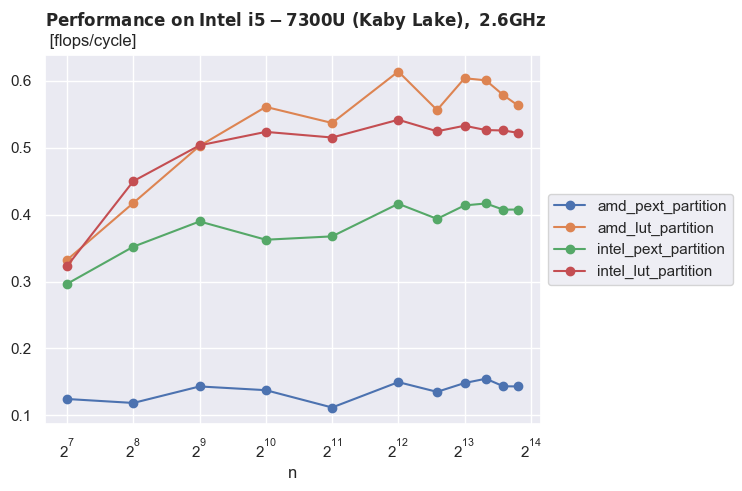 Performance on Intel i5 − 7300U (Kaby Lake), 2.6GHz
[flops/cycle]
0.6
0.5
0.4
0.3
0.2
0.1
2^7 2^8 2^9 2^10 2^11 2^12 2^13 2^14
n
amd_pext_partition
amd_lut_partition
intel_pext_partition
intel_lut_partition